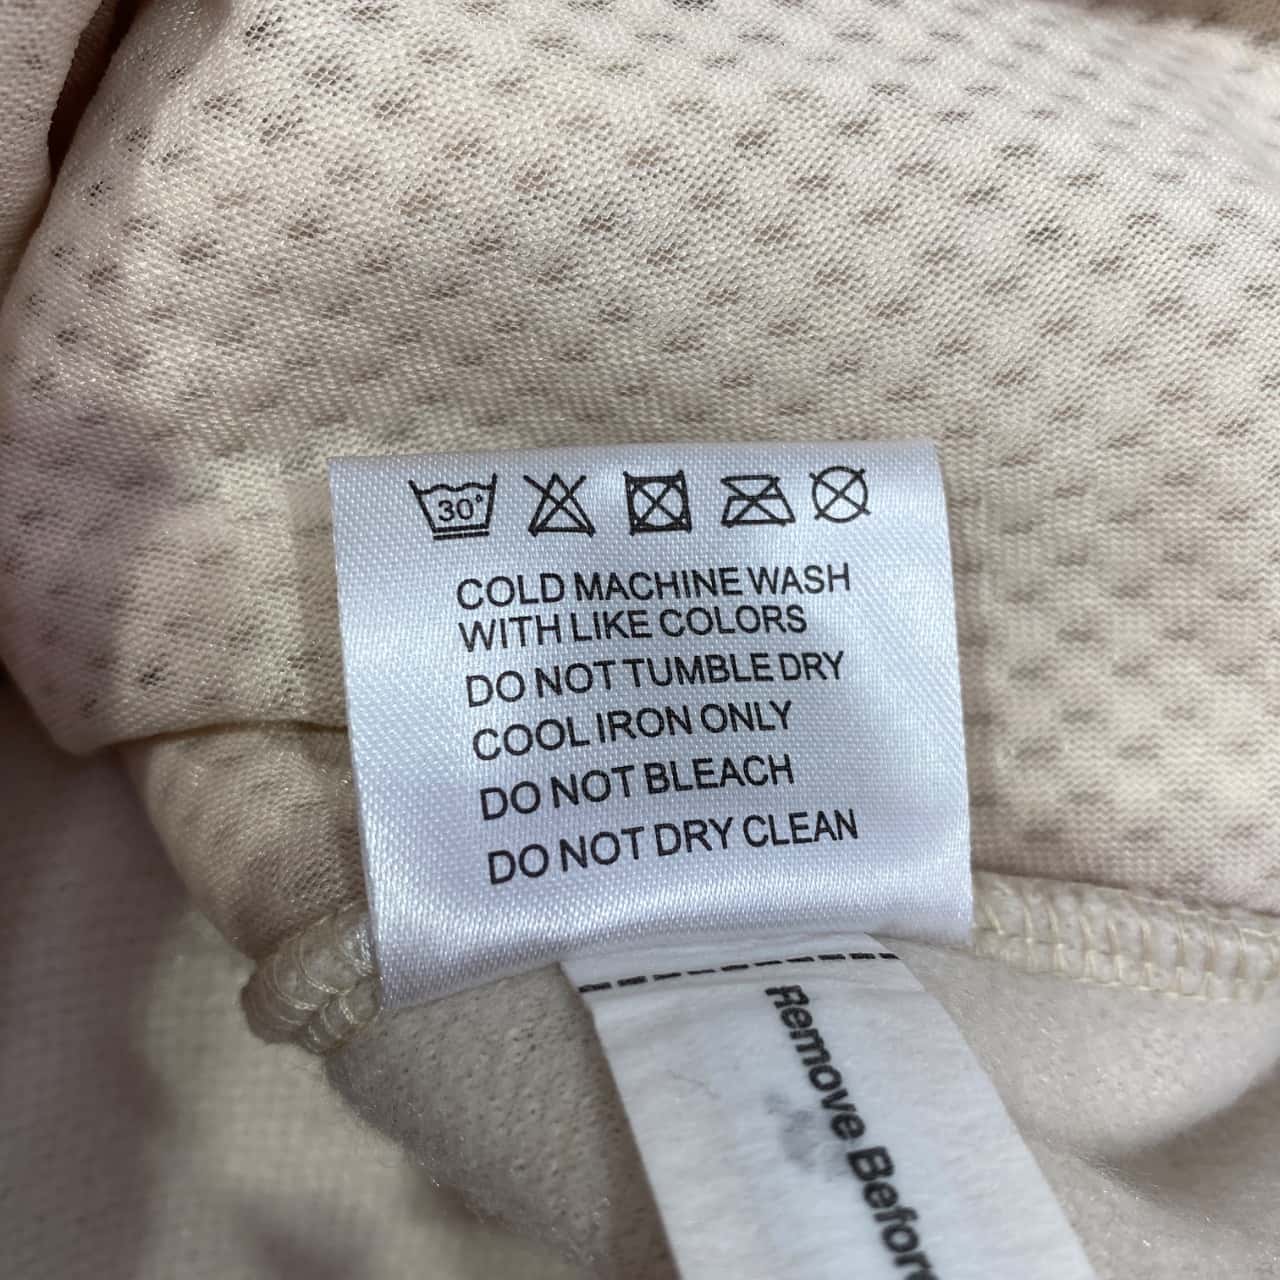 30°
COLD MACHINE WASH
WITH LIKE COLORS
DO NOT TUMBLE DRY
COOL IRON ONLY
DO NOT BLEACH
DO NOT DRY CLEAN
Remove Before